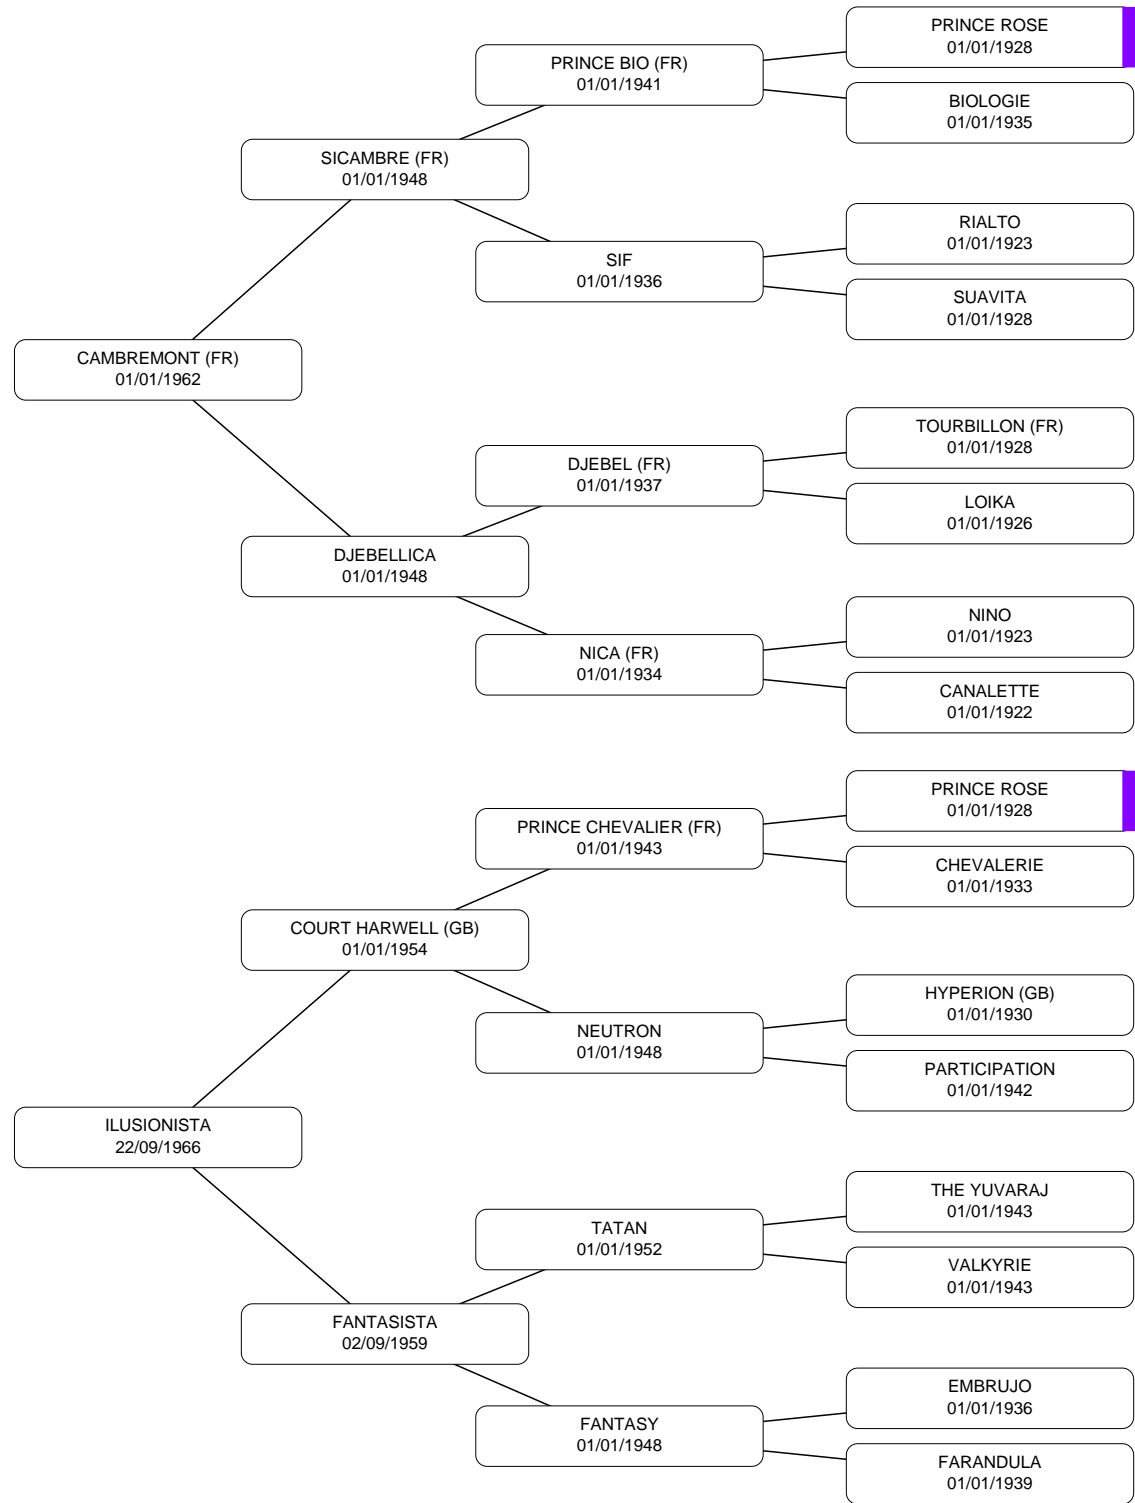 PRINCE ROSE
01/01/1928
PRINCE BIO (FR)
01/01/1941
BIOLOGIE
01/01/1935
SICAMBRE (FR)
01/01/1948
RIALTO
01/01/1923
SIF
01/01/1936
SUAVITA
01/01/1928
CAMBREMONT (FR)
01/01/1962
TOURBILLON (FR)
01/01/1928
DJEBEL (FR)
01/01/1937
LOIKA
01/01/1926
DJEBELLICA
01/01/1948
NINO
01/01/1923
NICA (FR)
01/01/1934
CANALETTE
01/01/1922
PRINCE ROSE
01/01/1928
PRINCE CHEVALIER (FR)
01/01/1943
CHEVALERIE
01/01/1933
COURT HARWELL (GB)
01/01/1954
HYPERION (GB)
01/01/1930
NEUTRON
01/01/1948
PARTICIPATION
01/01/1942
ILUSIONISTA
22/09/1966
THE YUVARAJ
01/01/1943
TATAN
01/01/1952
VALKYRIE
01/01/1943
FANTASISTA
02/09/1959
EMBRUJO
01/01/1936
FANTASY
01/01/1948
FARANDULA
01/01/1939